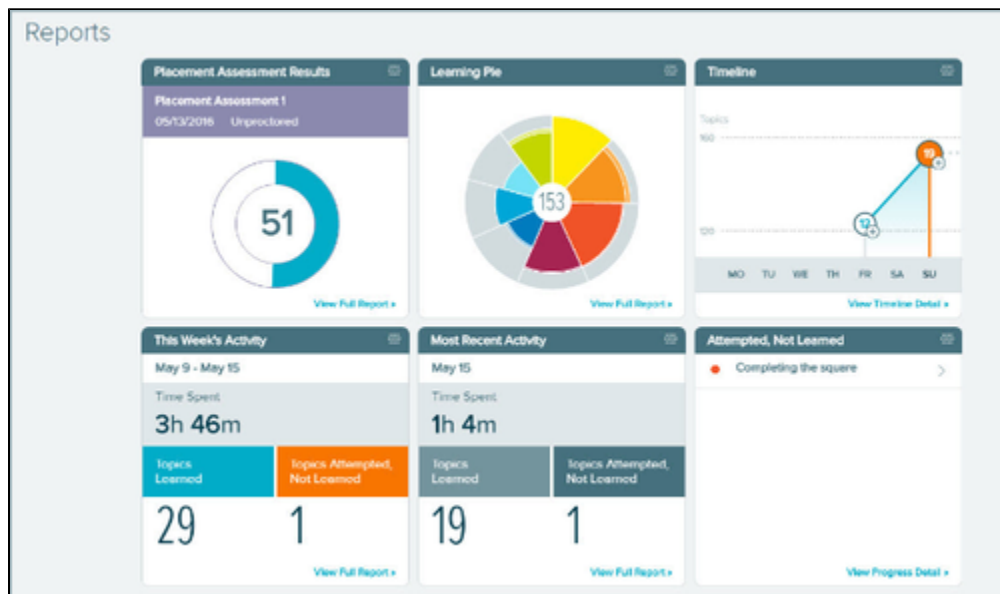 Reports
Placement Assessment Results
Placement Assessment 1
05/13/2016 Unproctored
51
View Full Report »
Learning Pie
153
View Full Report »
Timeline
Topics
160
19
12
120
MO TU WE TH FR SA SU
View Timeline Detail »
This Week's Activity
May 9 - May 15
Time Spent
3h 46m
Topics
Learned
Topics Attempted,
Not Learned
29
1
View Full Report »
Most Recent Activity
May 15
Time Spent
1h 4m
Topics
Learned
Topics Attempted,
Not Learned
19
1
View Full Report »
Attempted, Not Learned
Completing the square
View Progress Detail »